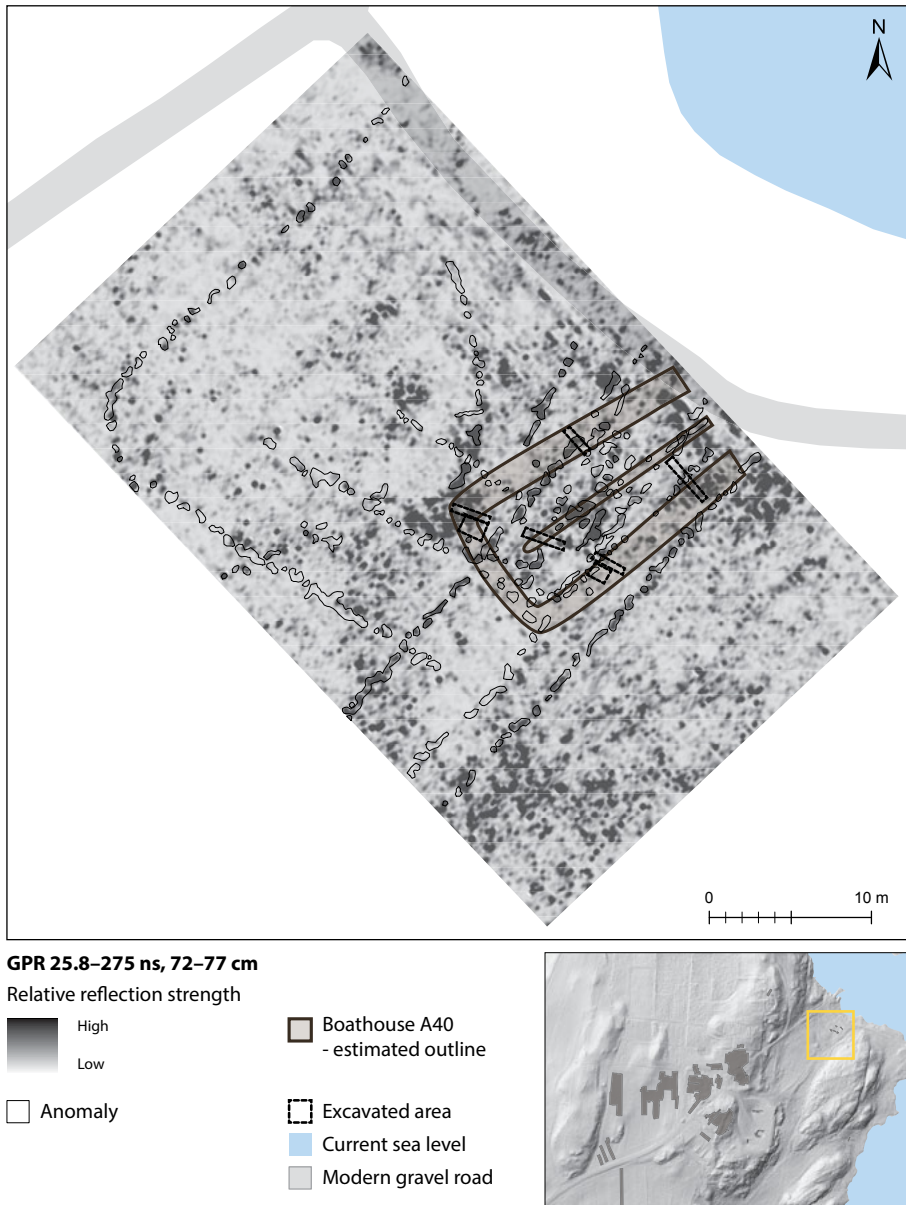 N
0 10 m
GPR 25.8–275 ns, 72–77 cm
Relative reflection strength
High
Low
Anomaly
Boathouse A40
- estimated outline
Excavated area
Current sea level
Modern gravel road